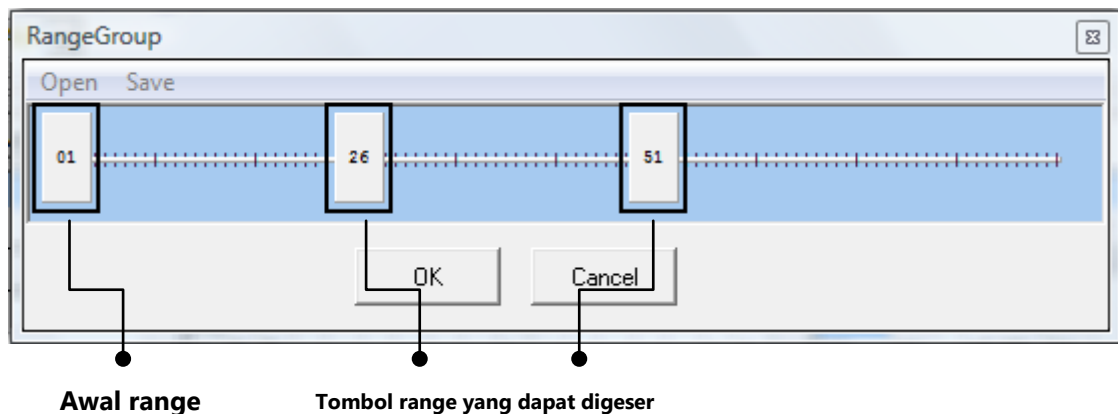 RangeGroup
Open Save
01 26 51
OK Cancel
Awal range Tombol range yang dapat digeser